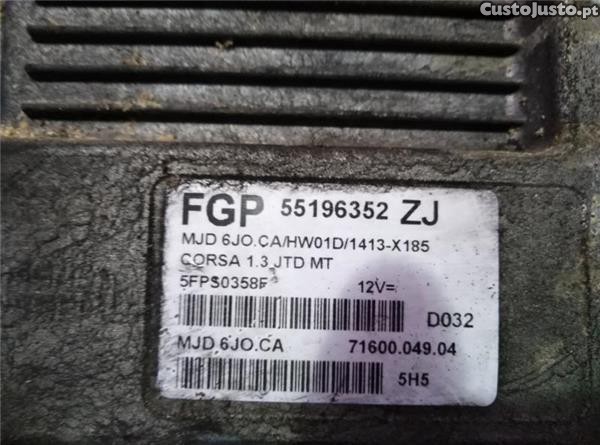 CustoJusto.pt
FGP 55196352 ZJ
MJD 6JO.CA/HW01D/1413-X185
CORSA 1.3 JTD MT
5FPS0358F 12V=
D032
MJD 6JO.CA 71600.049.04
5H5